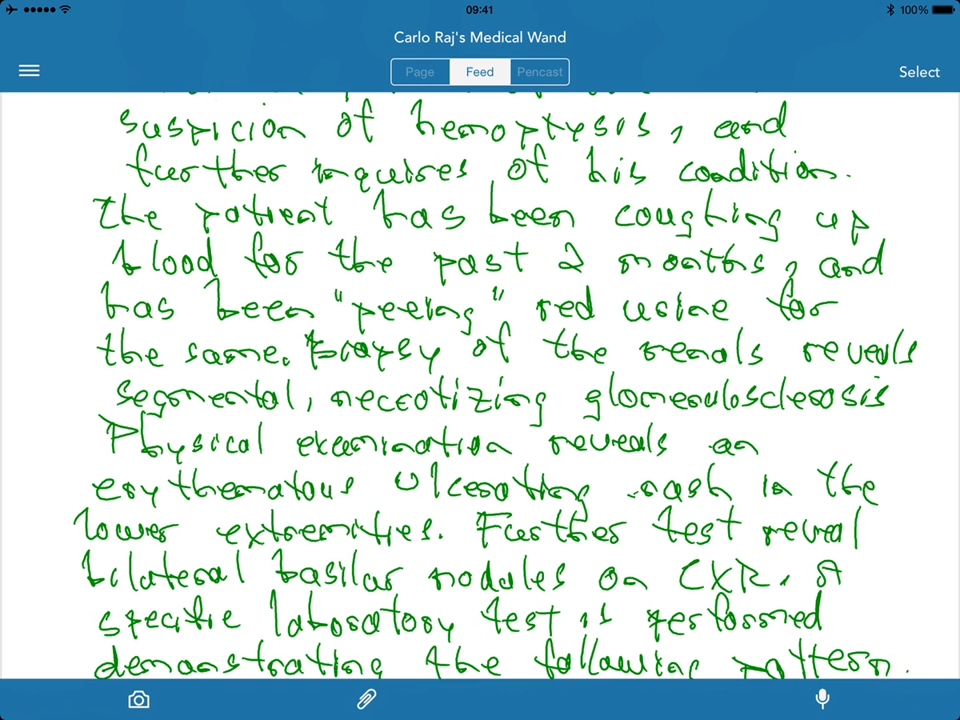 09:41
100%
Carlo Raj's Medical Wand
Page Feed Pencast
Select
suspicion of hemoptysis, and
further inquires of his condition.
The patient has been coughing up
blood for the past 2 months, and
has been "peeing" red urine for
the same. Biopsy of the renals reveals
segmental, necrotizing glomerulosclerosis
Physical examination reveals an
erythematous ulcerating rash in the
lower extremities. Further test reveal
bilateral basilar nodules on CXR. A
specific laboratory test is performed
demonstrating the following pattern.